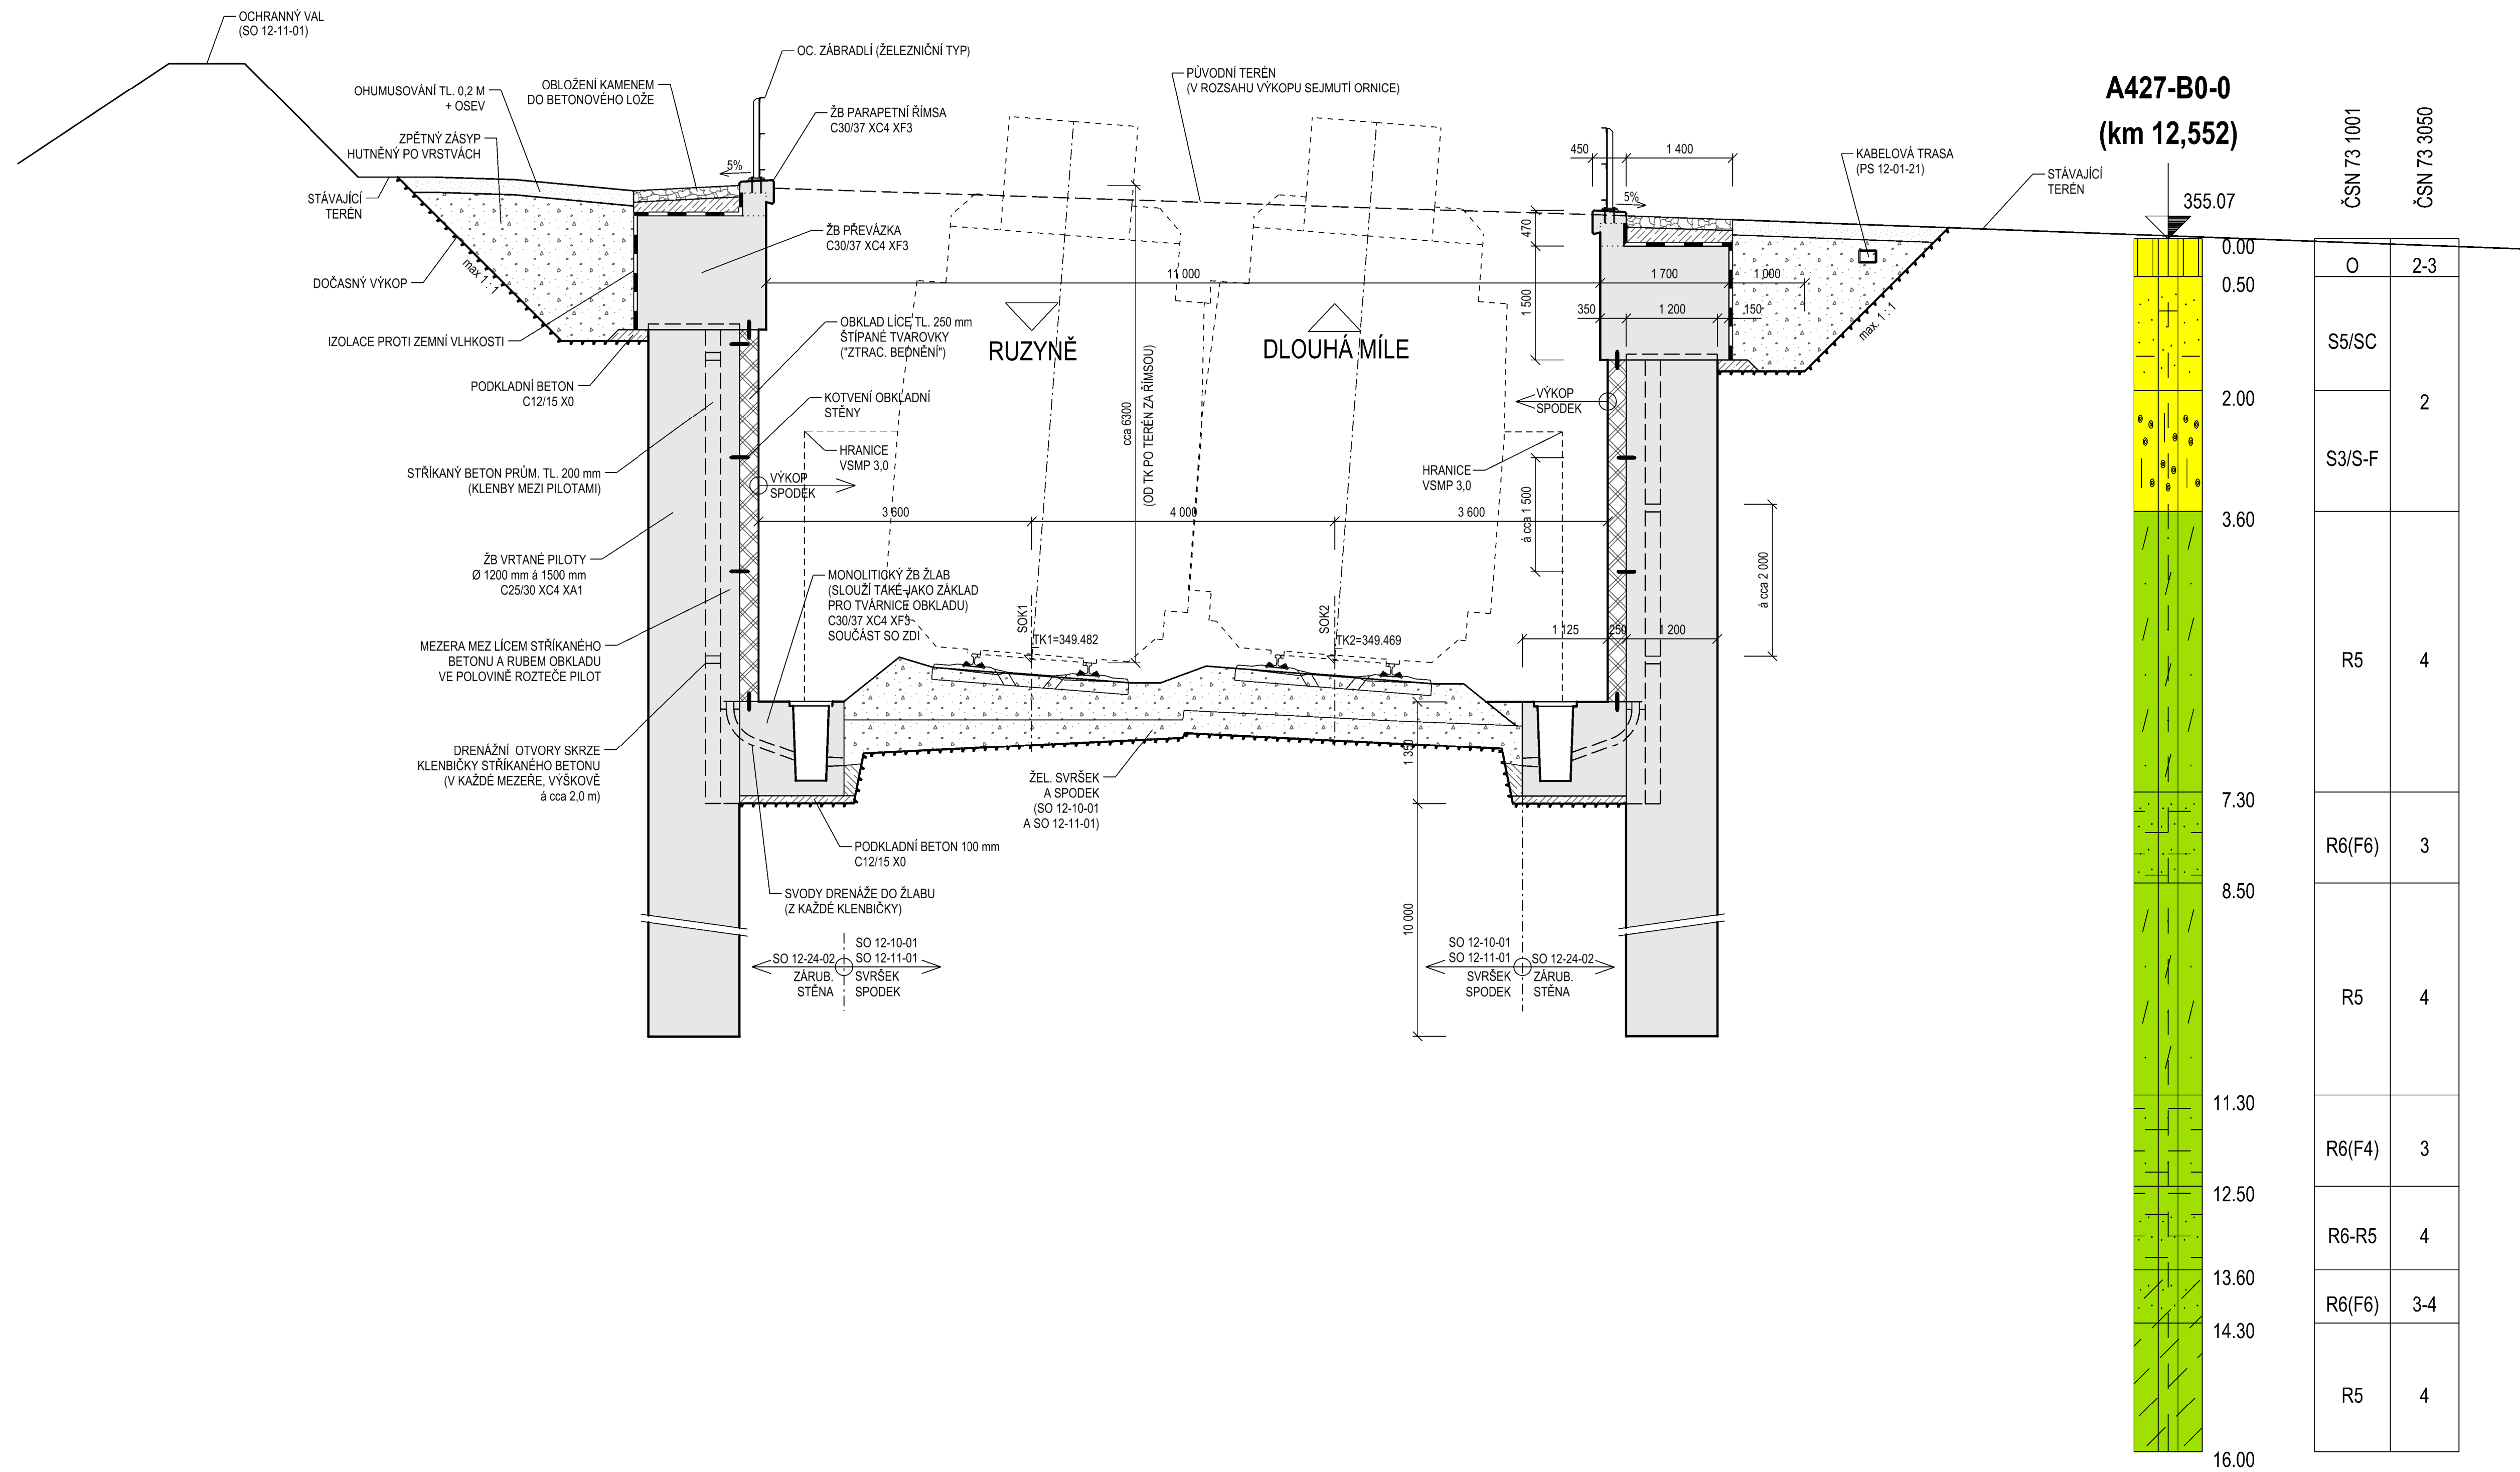 OCHRANNÝ VAL
(SO 12-11-01)
OHUMUSOVÁNÍ TL. 0,2 M
+ OSEV
ZPĚTNÝ ZÁSYP
HUTNĚNÝ PO VRSTVÁCH
STÁVAJÍCÍ
TERÉN
DOČASNÝ VÝKOP
max 1 : 1
IZOLACE PROTI ZEMNÍ VLHKOSTI
PODKLADNÍ BETON
C12/15 X0
STŘÍKANÝ BETON PRŮM. TL. 200 mm
(KLENBY MEZI PILOTAMI)
ŽB VRTANÉ PILOTY
Ø 1200 mm á 1500 mm
C25/30 XC4 XA1
MEZERA MEZ LÍCEM STŘÍKANÉHO
BETONU A RUBEM OBKLADU
VE POLOVINĚ ROZTEČE PILOT
DRENÁŽNÍ OTVORY SKRZE
KLENBIČKY STŘÍKANÉHO BETONU
(V KAŽDÉ MEZEŘE, VÝŠKOVĚ
á cca 2,0 m)
OBLOŽENÍ KAMENEM
DO BETONOVÉHO LOŽE
5%
OC. ZÁBRADLÍ (ŽELEZNIČNÍ TYP)
ŽB PARAPETNÍ ŘÍMSA
C30/37 XC4 XF3
ŽB PŘEVÁZKA
C30/37 XC4 XF3
OBKLAD LÍCE TL. 250 mm
ŠTÍPANÉ TVAROVKY
("ZTRAC. BEDNĚNÍ")
KOTVENÍ OBKLADNÍ
STĚNY
HRANICE
VSMP 3,0
VÝKOP
SPODEK
MONOLITICKÝ ŽB ŽLAB
(SLOUŽÍ TAKÉ JAKO ZÁKLAD
PRO TVÁRNICE OBKLADU)
C30/37 XC4 XF3
SOUČÁST SO ZDI
PODKLADNÍ BETON 100 mm
C12/15 X0
SVODY DRENÁŽE DO ŽLABU
(Z KAŽDÉ KLENBIČKY)
SO 12-24-02
ZÁRUB.
STĚNA
SO 12-10-01
SO 12-11-01
SVRŠEK
SPODEK
PŮVODNÍ TERÉN
(V ROZSAHU VÝKOPU SEJMUTÍ ORNICE)
11 000
RUZYNĚ
DLOUHÁ MÍLE
cca 6300
(OD TK PO TERÉN ZA ŘÍMSOU)
3 600
4 000
3 600
SOK1
TK1=349.482
SOK2
TK2=349.469
ŽEL. SVRŠEK
A SPODEK
(SO 12-10-01
A SO 12-11-01)
HRANICE
VSMP 3,0
VÝKOP
SPODEK
á cca 1 500
á cca 2 000
450
1 400
5%
470
1 500
1 700
1 000
350
1 200
150
1 125
250
1 200
1 350
10 000
SO 12-10-01
SO 12-11-01
SVRŠEK
SPODEK
SO 12-24-02
ZÁRUB.
STĚNA
KABELOVÁ TRASA
(PS 12-01-21)
max. 1 : 1
STÁVAJÍCÍ
TERÉN
A427-B0-0
(km 12,552)
355.07
ČSN 73 1001
ČSN 73 3050
0.00
O
2-3
0.50
S5/SC
2.00
2
S3/S-F
3.60
R5
4
7.30
R6(F6)
3
8.50
R5
4
11.30
R6(F4)
3
12.50
R6-R5
4
13.60
R6(F6)
3-4
14.30
R5
4
16.00